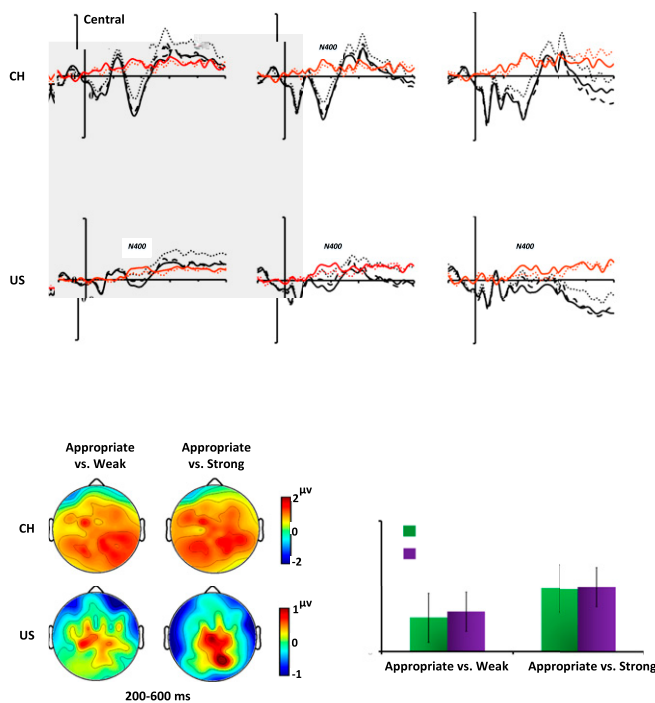 Central
CH
N400
US
N400
N400
N400
Appropriate
vs. Weak
Appropriate
vs. Strong
CH
μv
2
0
-2
US
μv
1
0
-1
200-600 ms
Appropriate vs. Weak
Appropriate vs. Strong